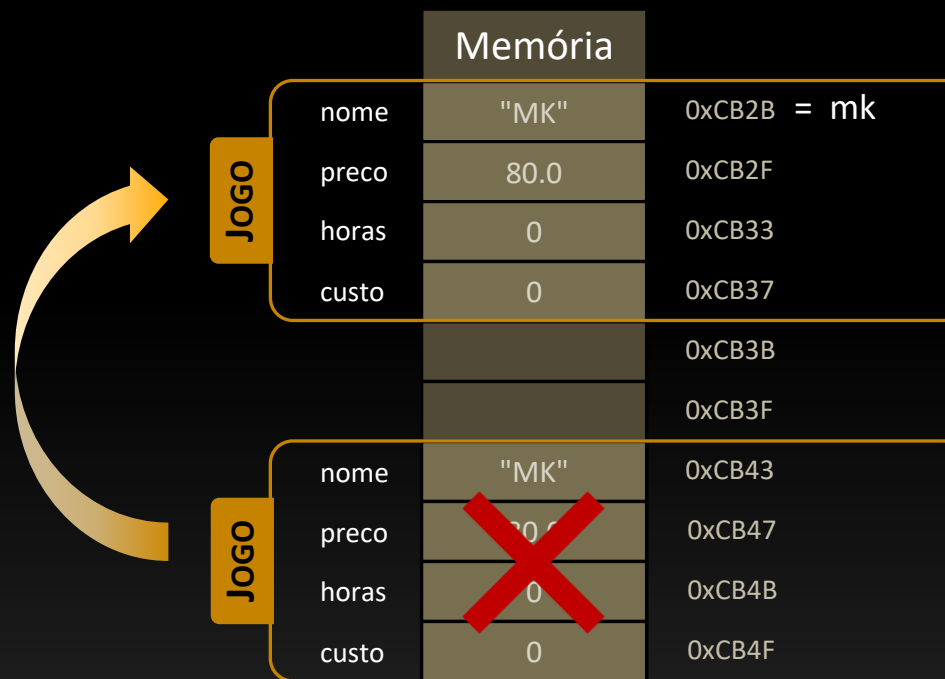 Memória
JOGO
nome "MK" 0xCB2B = mk
preco 80.0 0xCB2F
horas 0 0xCB33
custo 0 0xCB37
0xCB3B
0xCB3F
JOGO
nome "MK" 0xCB43
preco 0xCB47
horas 0 0xCB4B
custo 0 0xCB4F